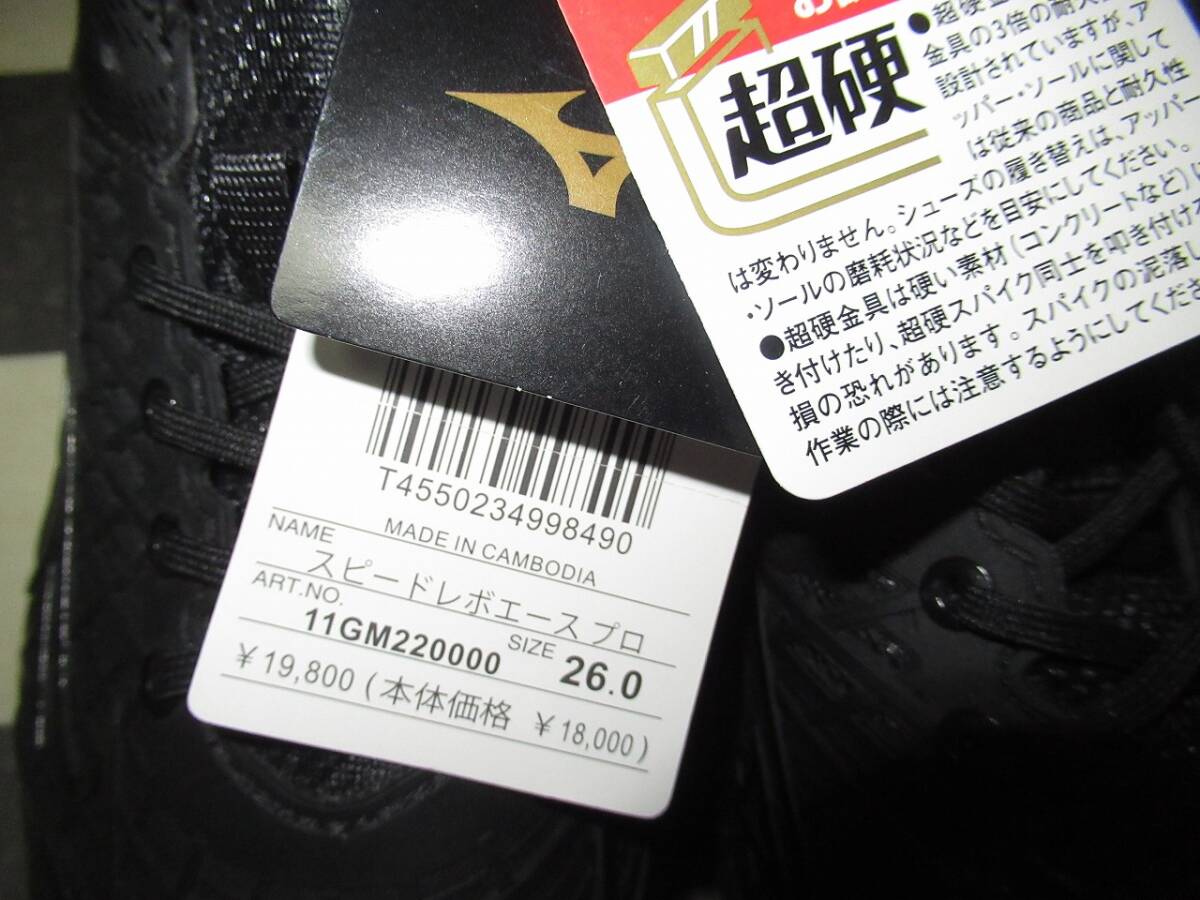 超硬
金具の3倍の耐久
設計されていますが、ア
ッパー・ソールに関して
は従来の商品と耐久性
は変わりません。シューズの履き替えは、アッパー
・ソールの磨耗状況などを目安にしてください。
●超硬金具は硬い素材(コンクリートなど)
き付けたり、超硬スパイク同士を叩き付け
損の恐れがあります。スパイクの泥落し
作業の際には注意するようにしてくだ
T4550234998490
MADE IN CAMBODIA
NAME スピードレボエース プロ
ART.NO. 11GM220000 SIZE 26.0
¥19,800 (本体価格 ¥18,000)